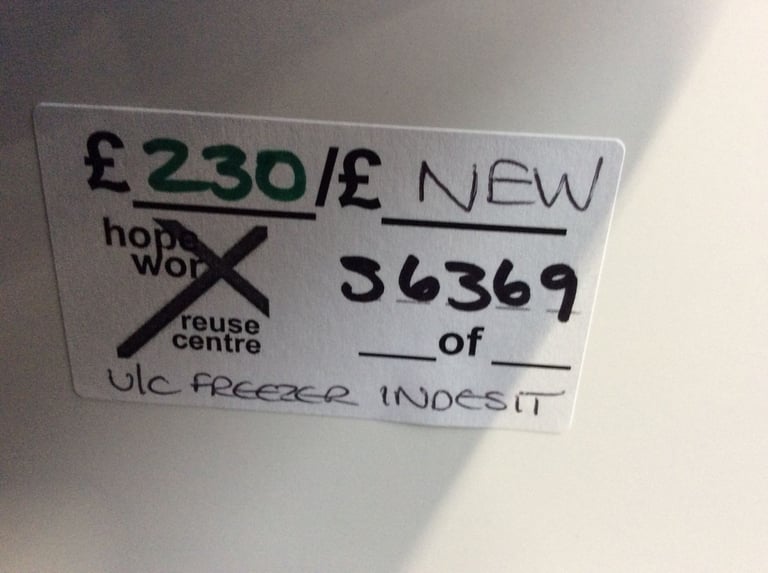 £230/£ NEW
hope
wor
reuse
centre
36369
of
U/C FREEZER INDESIT